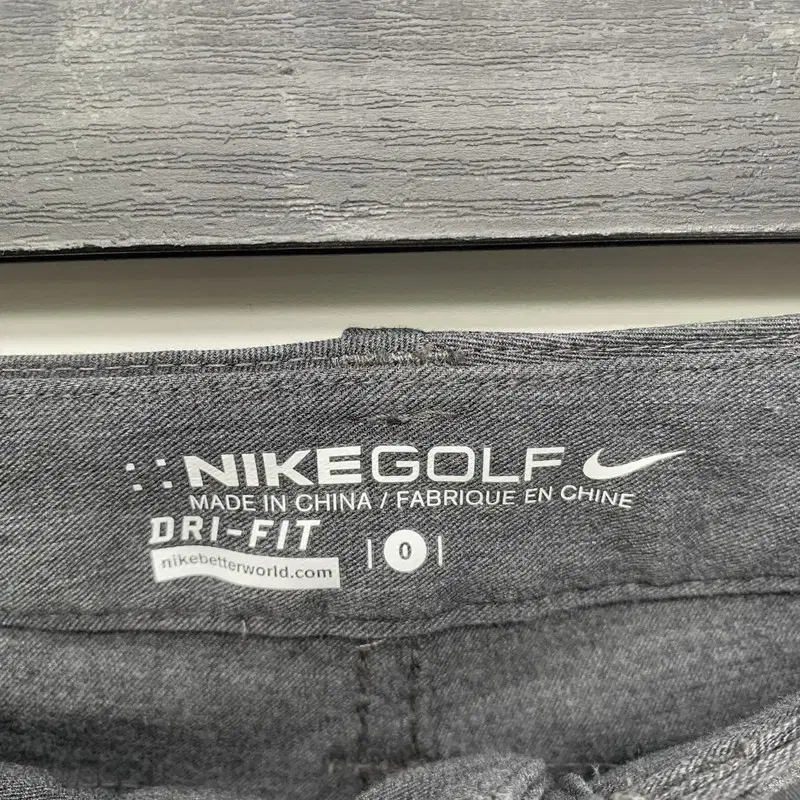 NIKEGOLF
MADE IN CHINA / FABRIQUE EN CHINE
DRI-FIT
nikebetterworld.com
0